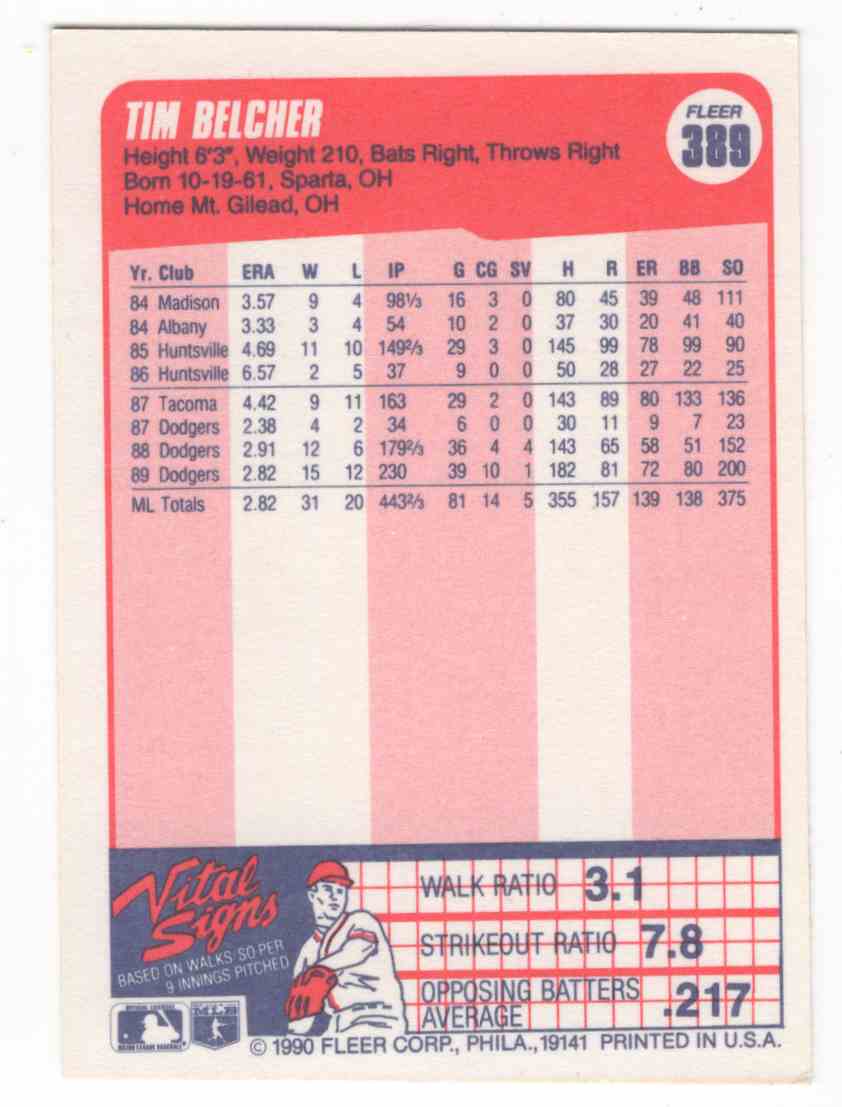 TIM BELCHER
FLEER
389
Height 6'3", Weight 210, Bats Right, Throws Right
Born 10-19-61, Sparta, OH
Home Mt. Gilead, OH
Yr. Club ERA W L IP G CG SV H R ER BB SO
84 Madison 3.57 9 4 98⅓ 16 3 0 80 45 39 48 111
84 Albany 3.33 3 4 54 10 2 0 37 30 20 41 40
85 Huntsville 4.69 11 10 149⅔ 29 3 0 145 99 78 99 90
86 Huntsville 6.57 2 5 37 9 0 0 50 28 27 22 25
87 Tacoma 4.42 9 11 163 29 2 0 143 89 80 133 136
87 Dodgers 2.38 4 2 34 6 0 0 30 11 9 7 23
88 Dodgers 2.91 12 6 179⅔ 36 4 4 143 65 58 51 152
89 Dodgers 2.82 15 12 230 39 10 1 182 81 72 80 200
ML Totals 2.82 31 20 443⅔ 81 14 5 355 157 139 138 375
Vital
Signs
BASED ON WALKS/SO PER
9 INNINGS PITCHED
WALK RATIO 3.1
STRIKEOUT RATIO 7.8
OPPOSING BATTERS
AVERAGE .217
© 1990 FLEER CORP., PHILA., 19141 PRINTED IN U.S.A.